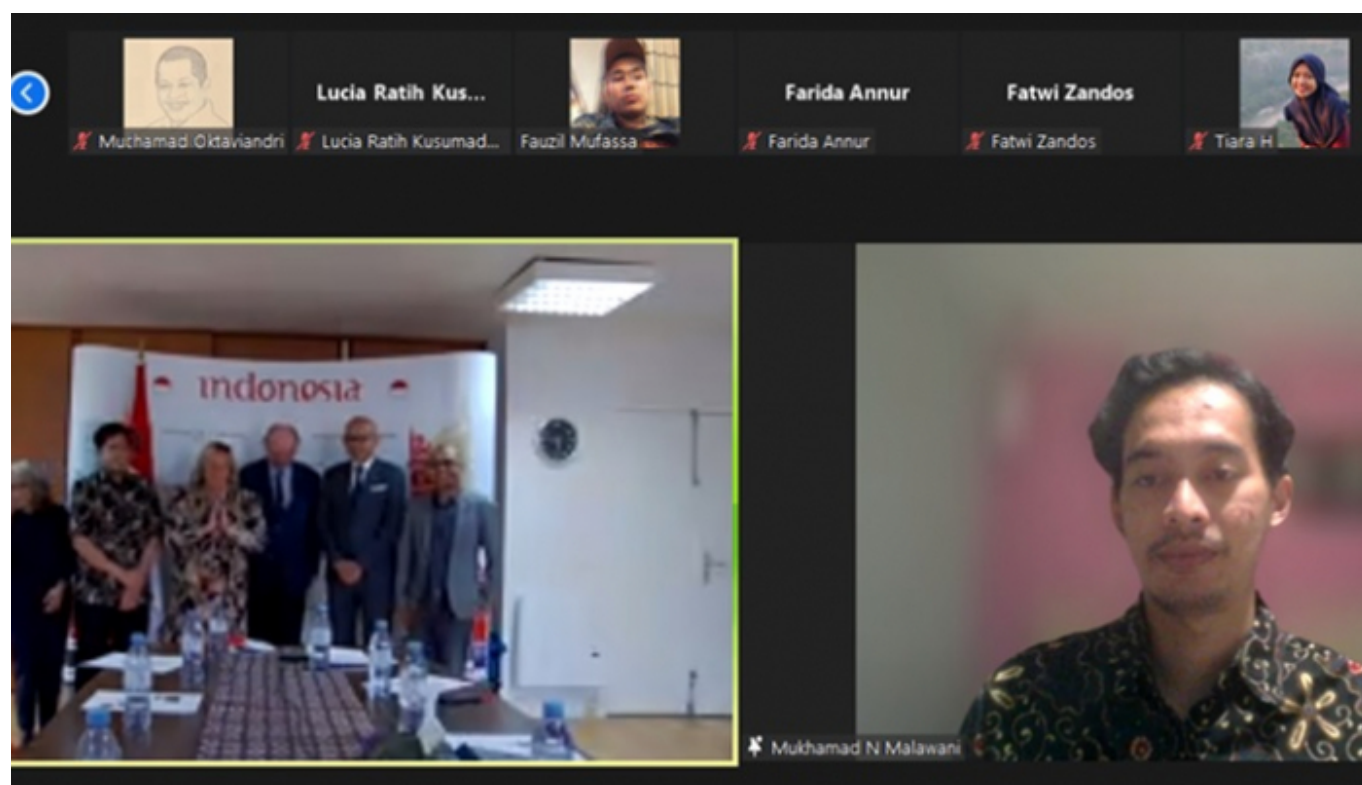 Lucia Ratih Kus...
Farida Annur
Fatwi Zandos
Muchamad Oktaviandri
Lucia Ratih Kusumad...
Fauzil Mufassa
Farida Annur
Fatwi Zandos
Tiara H
indonesia
Mukhamad N Malawani